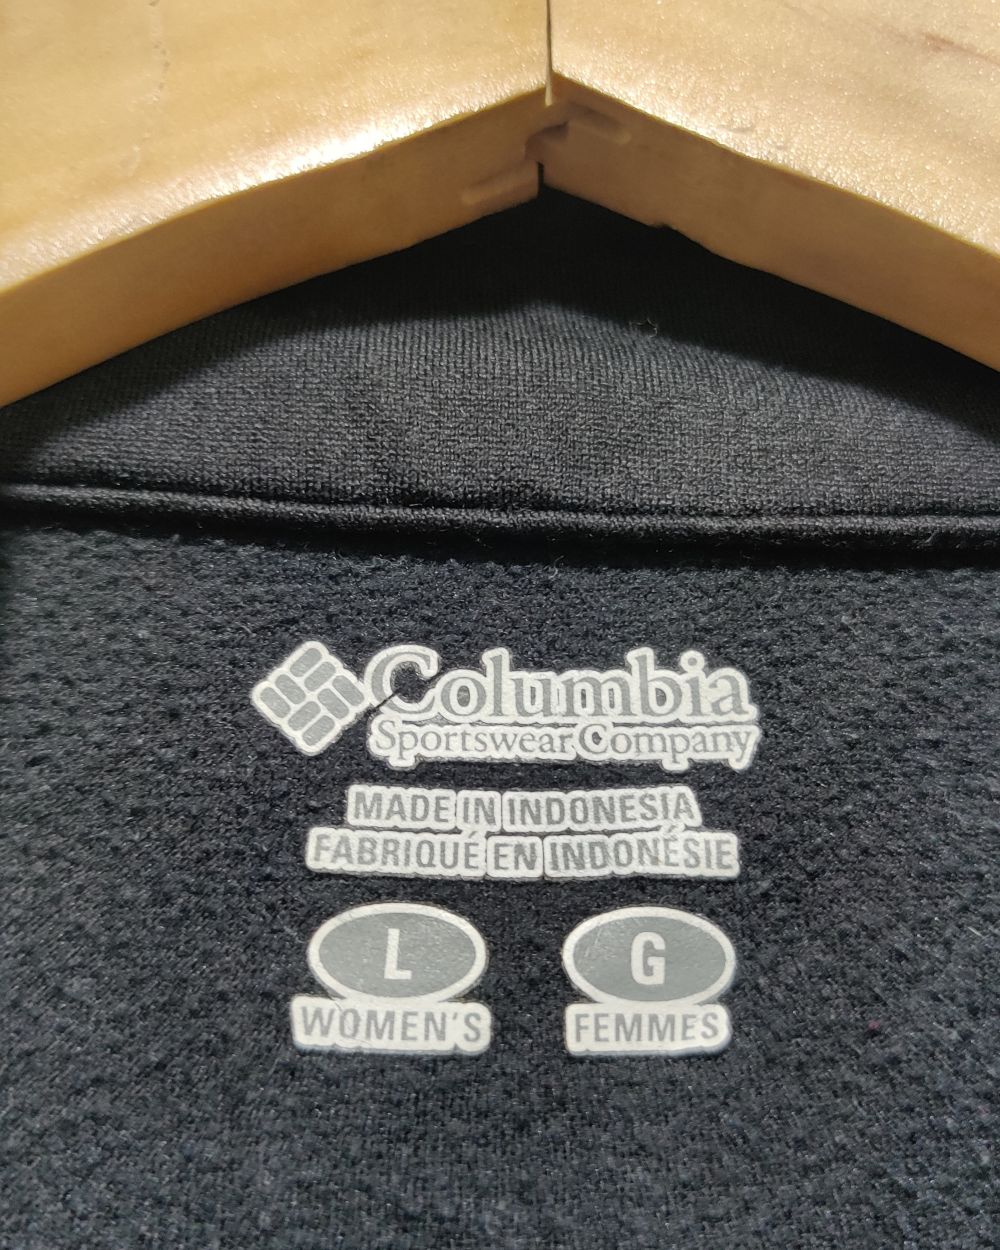 Columbia
Sportswear Company
MADE IN INDONESIA
FABRIQUÉ EN INDONÉSIE
L G
WOMEN'S FEMMES